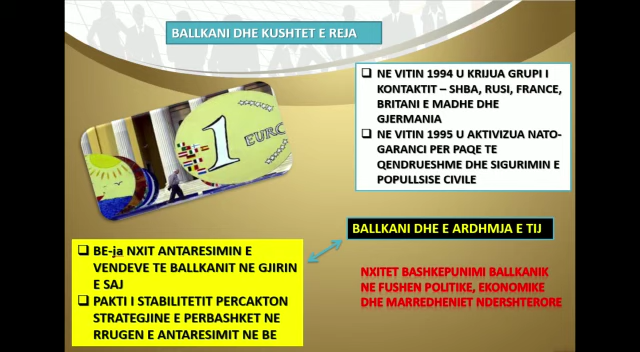 BALLKANI DHE KUSHTET E REJA
NE VITIN 1994 U KRIJUA GRUPI I
KONTAKTIT – SHBA, RUSI, FRANCE,
BRITANI E MADHE DHE
GJERMANIA
NE VITIN 1995 U AKTIVIZUA NATO-
GARANCI PER PAQE TE
QENDRUESHME DHE SIGURIMIN E
POPULLSISE CIVILE
1 EURO
BALLKANI DHE E ARDHMJA E TIJ
BE-ja NXIT ANTARESIMIN E
VENDEVE TE BALLKANIT NE GJIRIN
E SAJ
PAKTI I STABILITETIT PERCAKTON
STRATEGJINE E PERBASHKET NE
RRUGEN E ANTARESIMIT NE BE
NXITET BASHKEPUNIMI BALLKANIK
NE FUSHEN POLITIKE, EKONOMIKE
DHE MARREDHENIET NDERSHTERORE